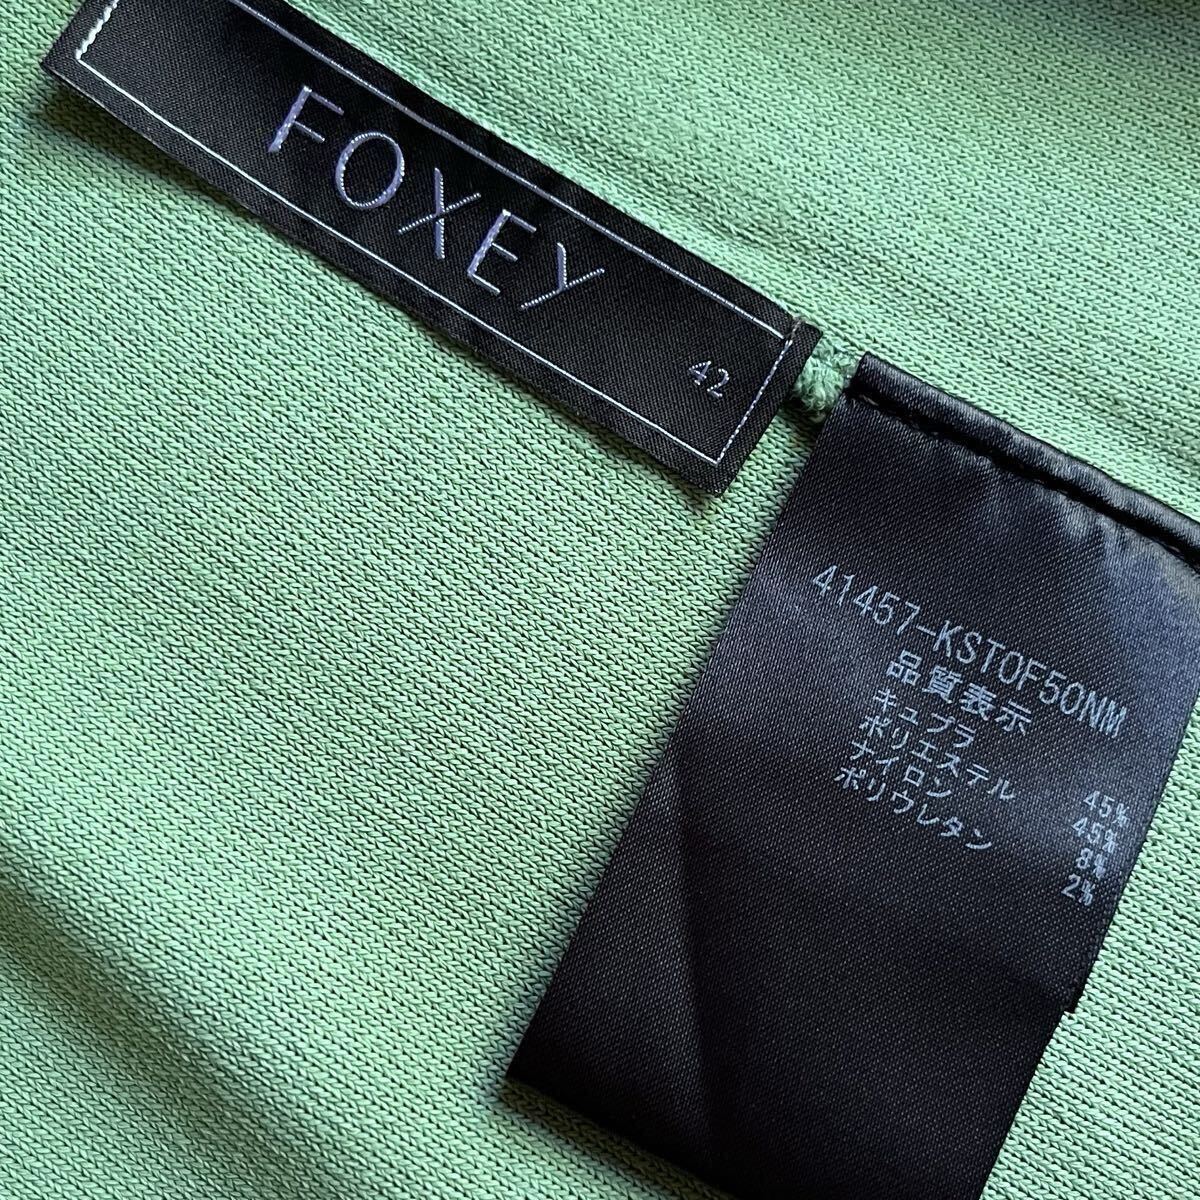 FOXEY
42
41457-KSTOF50NM
品質表示
キュプラ 45%
ポリエステル 45%
ナイロン 8%
ポリウレタン 2%